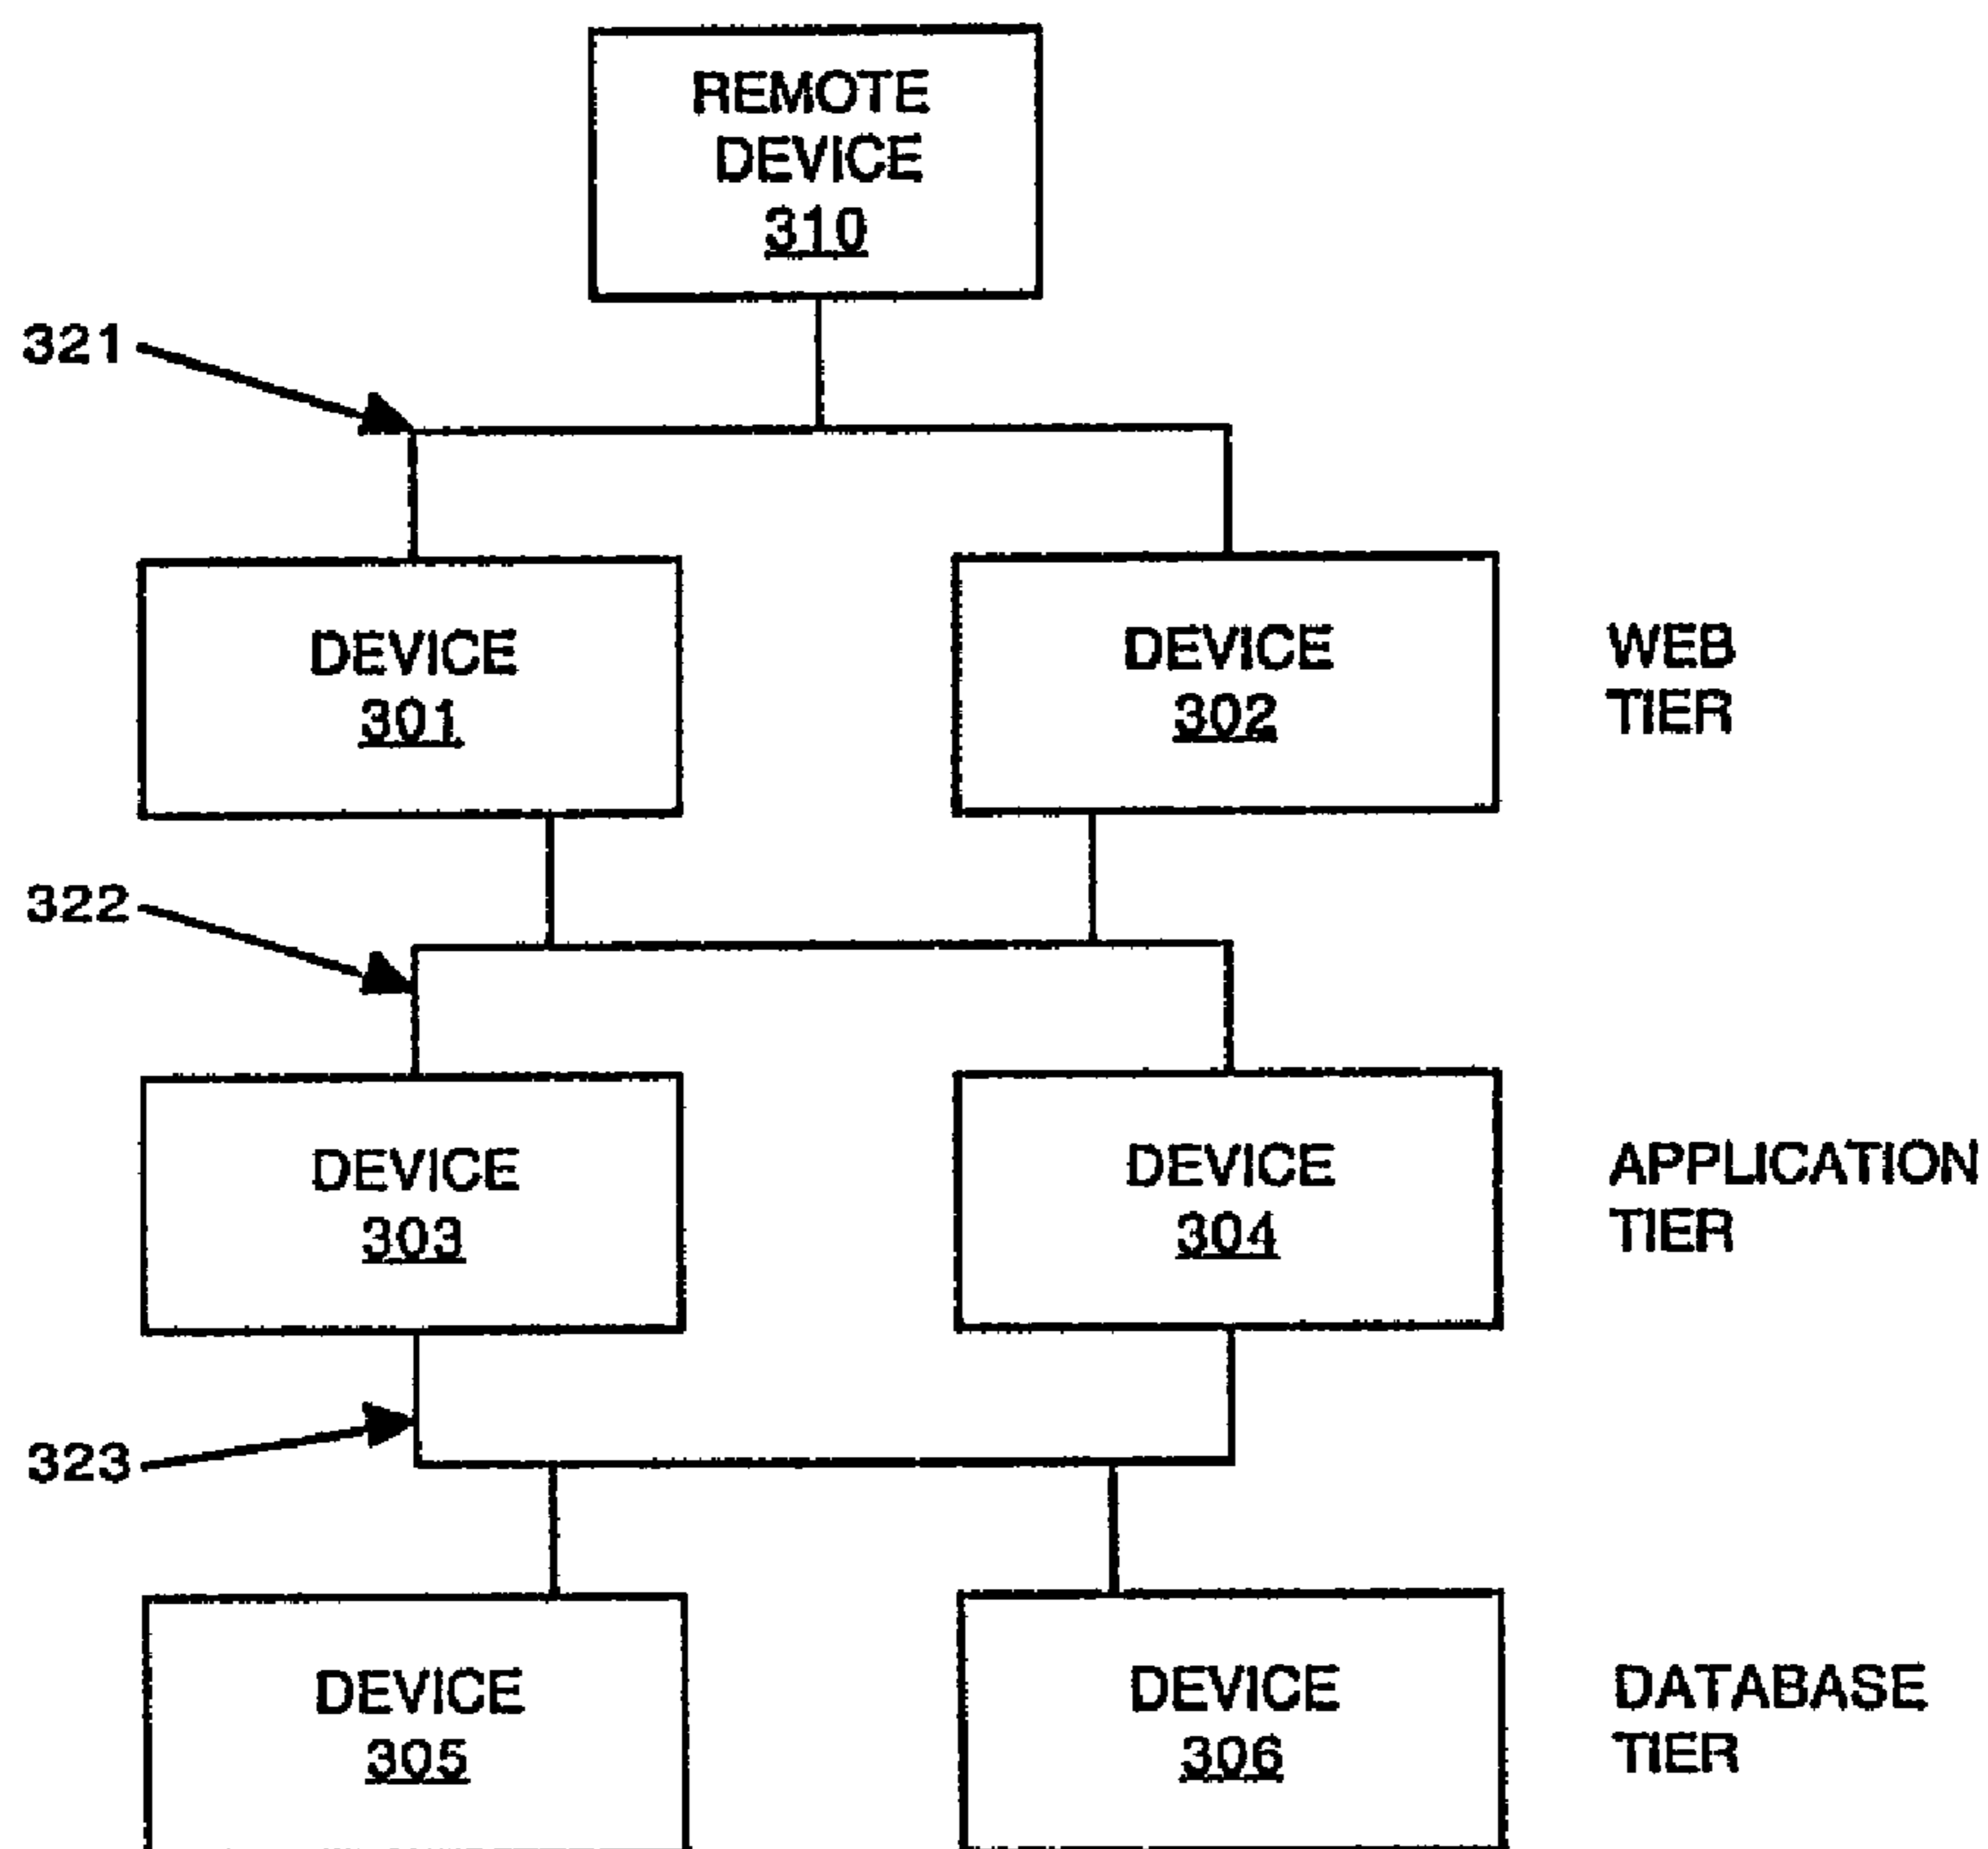 REMOTE
DEVICE
310
321
DEVICE
301
DEVICE
302
WEB
TIER
322
DEVICE
303
DEVICE
304
APPLICATION
TIER
323
DEVICE
305
DEVICE
306
DATABASE
TIER